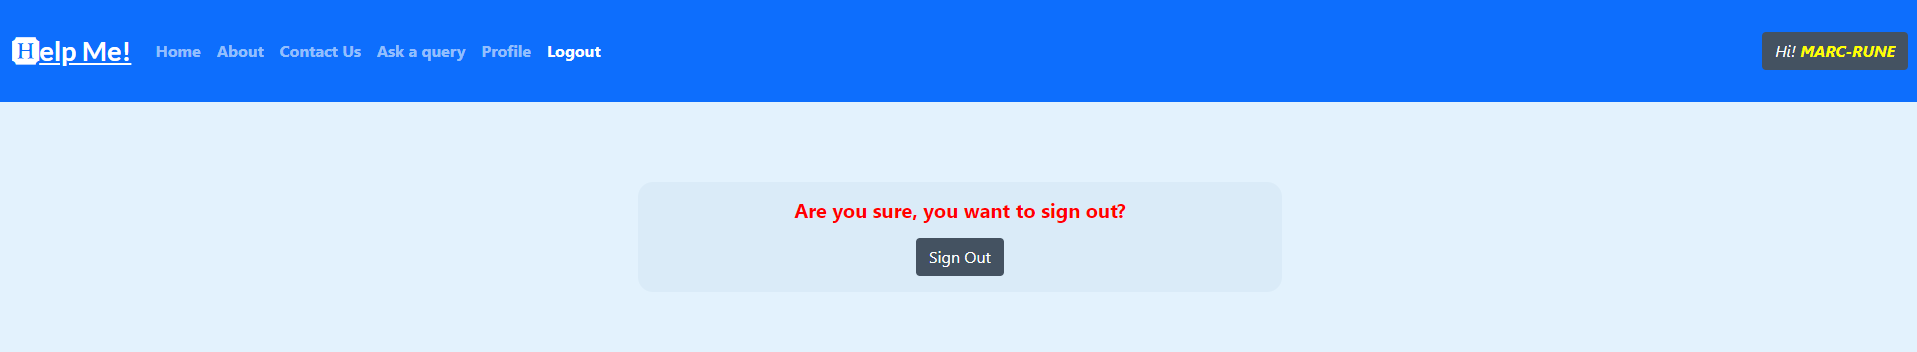 Help Me! Home About Contact Us Ask a query Profile Logout Hi! MARC-RUNE
Are you sure, you want to sign out?
Sign Out